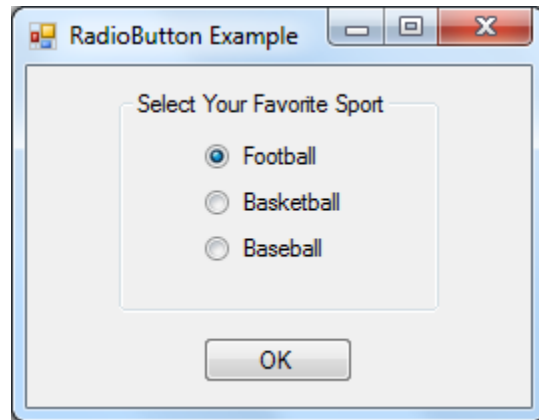 RadioButton Example
Select Your Favorite Sport
Football
Basketball
Baseball
OK